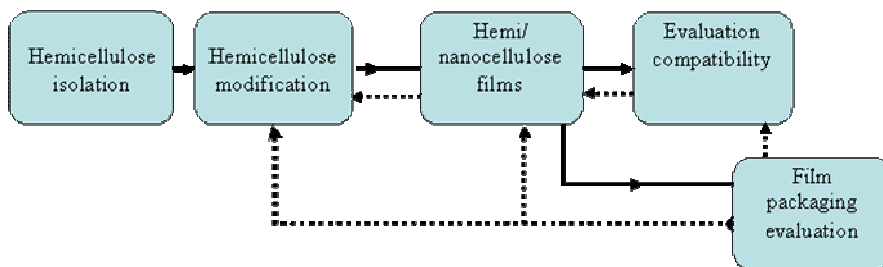 Hemicellulose
isolation
Hemicellulose
modification
Hemi/
nanocellulose
films
Evaluation
compatibility
Film
packaging
evaluation